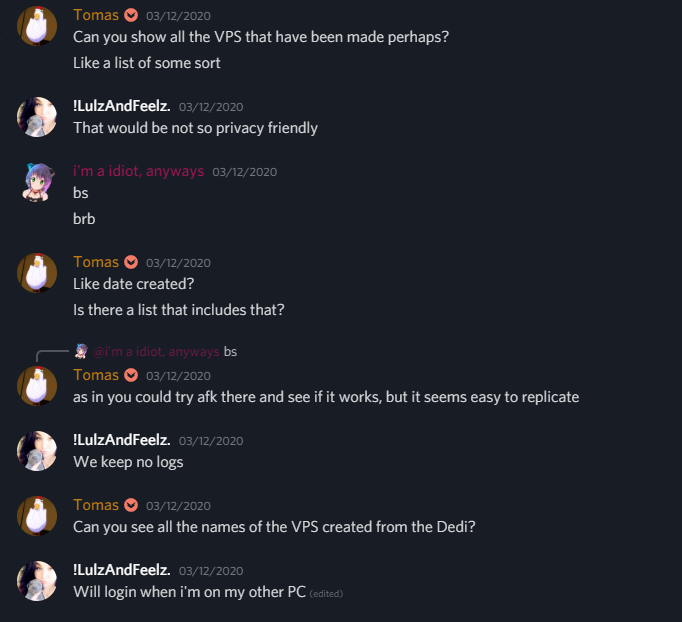 Tomas 03/12/2020
Can you show all the VPS that have been made perhaps?
Like a list of some sort
!LulzAndFeelz. 03/12/2020
That would be not so privacy friendly
i'm a idiot, anyways 03/12/2020
bs
brb
Tomas 03/12/2020
Like date created?
Is there a list that includes that?
@i'm a idiot, anyways bs
Tomas 03/12/2020
as in you could try afk there and see if it works, but it seems easy to replicate
!LulzAndFeelz. 03/12/2020
We keep no logs
Tomas 03/12/2020
Can you see all the names of the VPS created from the Dedi?
!LulzAndFeelz. 03/12/2020
Will login when i'm on my other PC (edited)